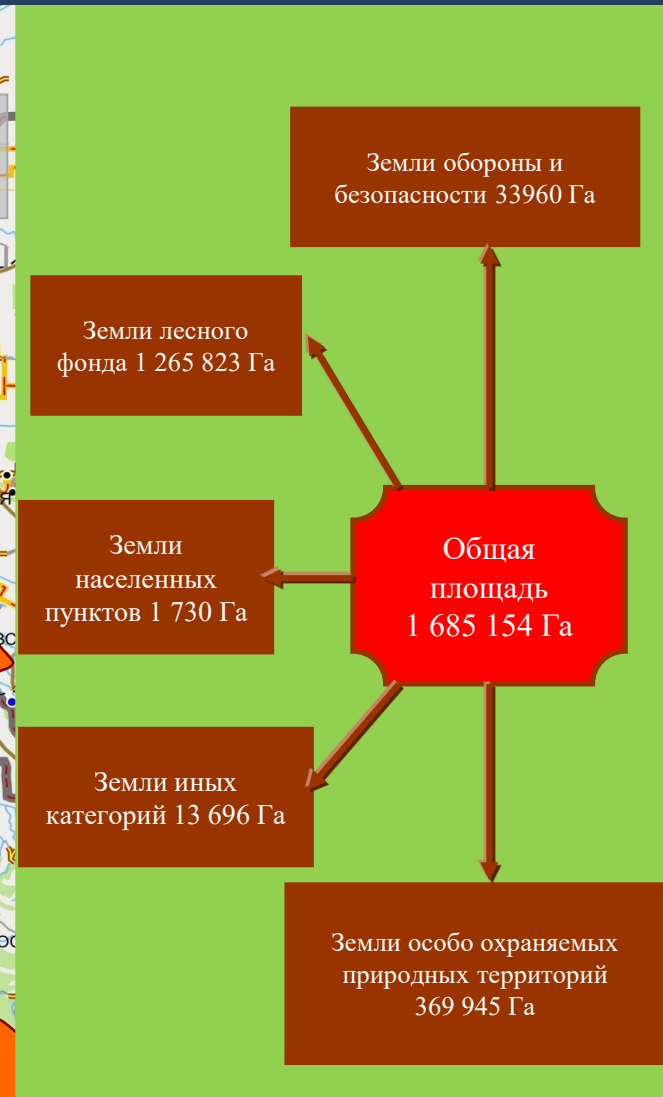 Земли обороны и
безопасности 33960 Га
Земли лесного
фонда 1 265 823 Га
Земли
населенных
пунктов 1 730 Га
Общая
площадь
1 685 154 Га
Земли иных
категорий 13 696 Га
Земли особо охраняемых
природных территорий
369 945 Га